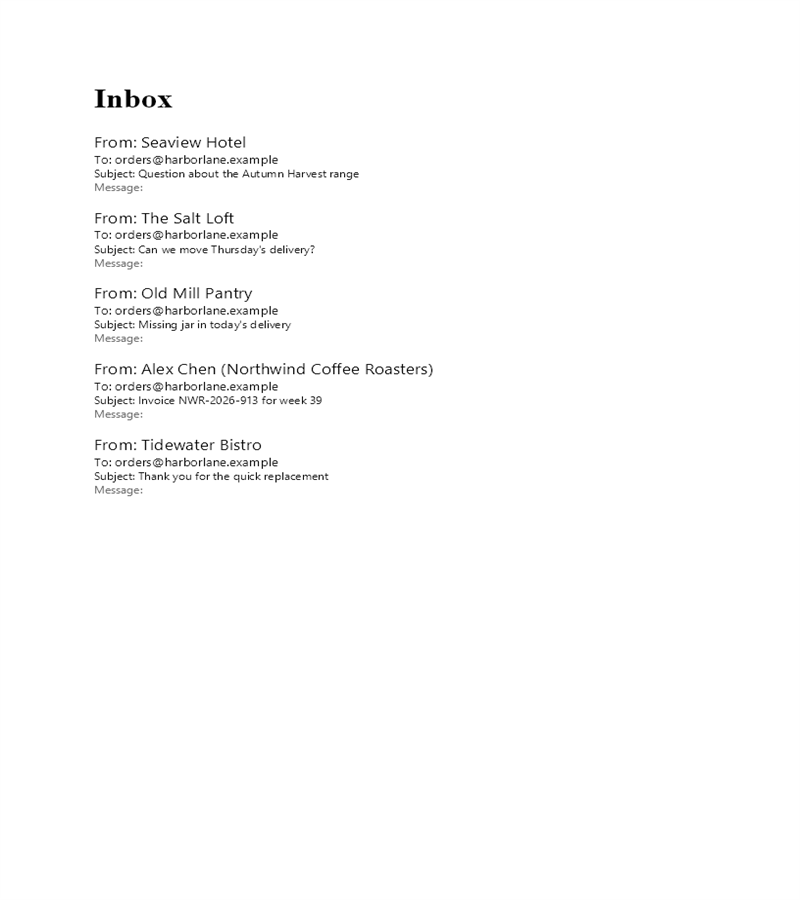 Inbox
From: Seaview Hotel
To: orders@harborlane.example
Subject: Question about the Autumn Harvest range
Message:
From: The Salt Loft
To: orders@harborlane.example
Subject: Can we move Thursday's delivery?
Message:
From: Old Mill Pantry
To: orders@harborlane.example
Subject: Missing jar in today's delivery
Message:
From: Alex Chen (Northwind Coffee Roasters)
To: orders@harborlane.example
Subject: Invoice NWR-2026-913 for week 39
Message:
From: Tidewater Bistro
To: orders@harborlane.example
Subject: Thank you for the quick replacement
Message: